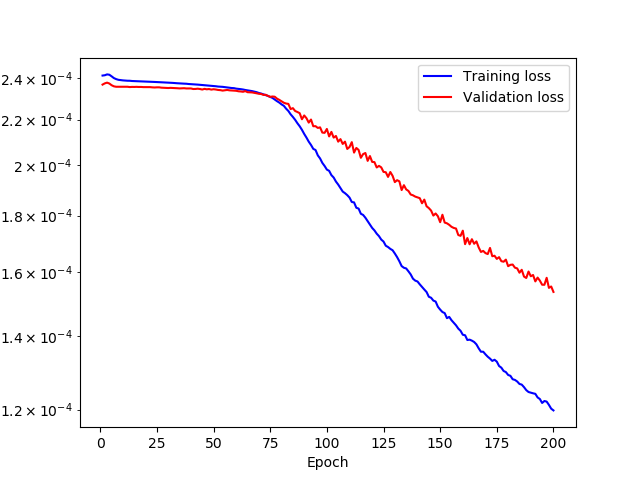 Training loss
Validation loss
2.4 × 10⁻⁴
2.2 × 10⁻⁴
2 × 10⁻⁴
1.8 × 10⁻⁴
1.6 × 10⁻⁴
1.4 × 10⁻⁴
1.2 × 10⁻⁴
0 25 50 75 100 125 150 175 200
Epoch